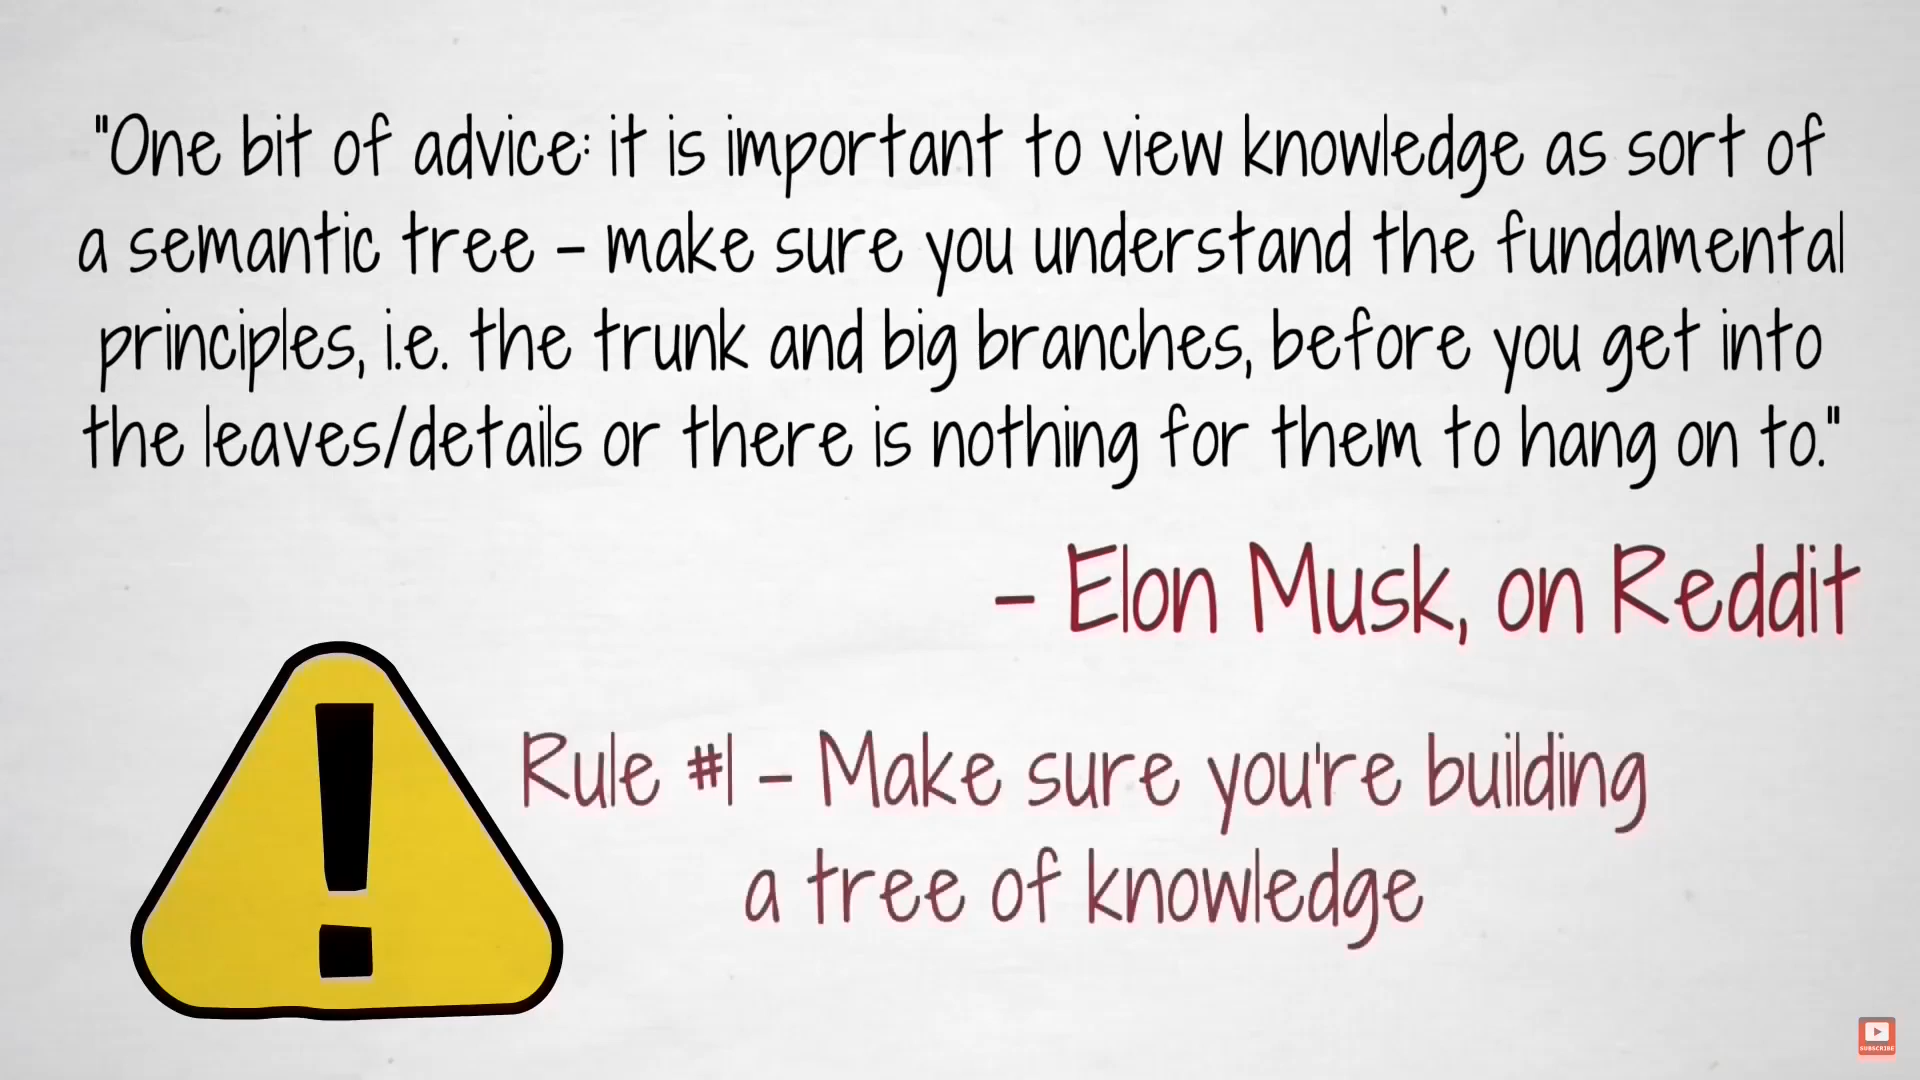 "One bit of advice: it is important to view knowledge as sort of
a semantic tree – make sure you understand the fundamental
principles, i.e. the trunk and big branches, before you get into
the leaves/details or there is nothing for them to hang on to."
– Elon Musk, on Reddit
Rule #1 – Make sure you're building
a tree of knowledge
SUBSCRIBE